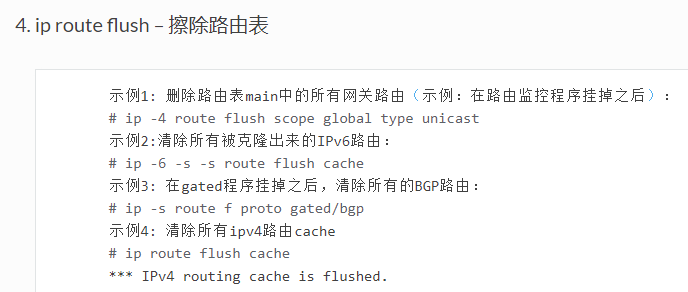 4. ip route flush – 擦除路由表
示例1: 删除路由表main中的所有网关路由（示例：在路由监控程序挂掉之后）：
# ip -4 route flush scope global type unicast
示例2:清除所有被克隆出来的IPv6路由：
# ip -6 -s -s route flush cache
示例3: 在gated程序挂掉之后，清除所有的BGP路由：
# ip -s route f proto gated/bgp
示例4: 清除所有ipv4路由cache
# ip route flush cache
*** IPv4 routing cache is flushed.